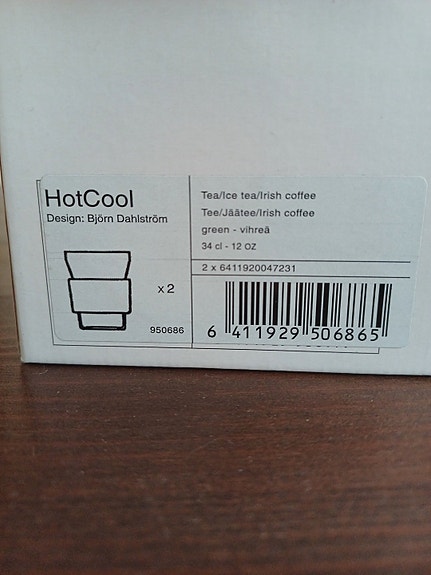 HotCool
Design: Björn Dahlström
x 2
950686
Tea/Ice tea/Irish coffee
Tee/Jäätee/Irish coffee
green - vihreä
34 cl - 12 OZ
2 x 6411920047231
6 411929 506865